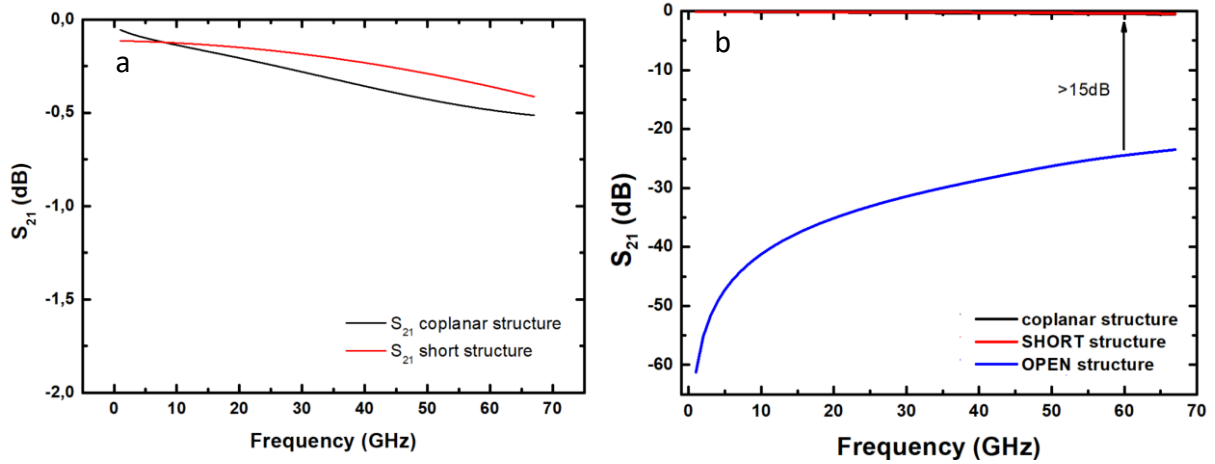 a
S21 (dB)
0,0
-0,5
-1,0
-1,5
-2,0
S21 coplanar structure
S21 short structure
0 10 20 30 40 50 60 70
Frequency (GHz)
b
S21 (dB)
0
-10
-20
-30
-40
-50
-60
>15dB
coplanar structure
SHORT structure
OPEN structure
0 10 20 30 40 50 60 70
Frequency (GHz)